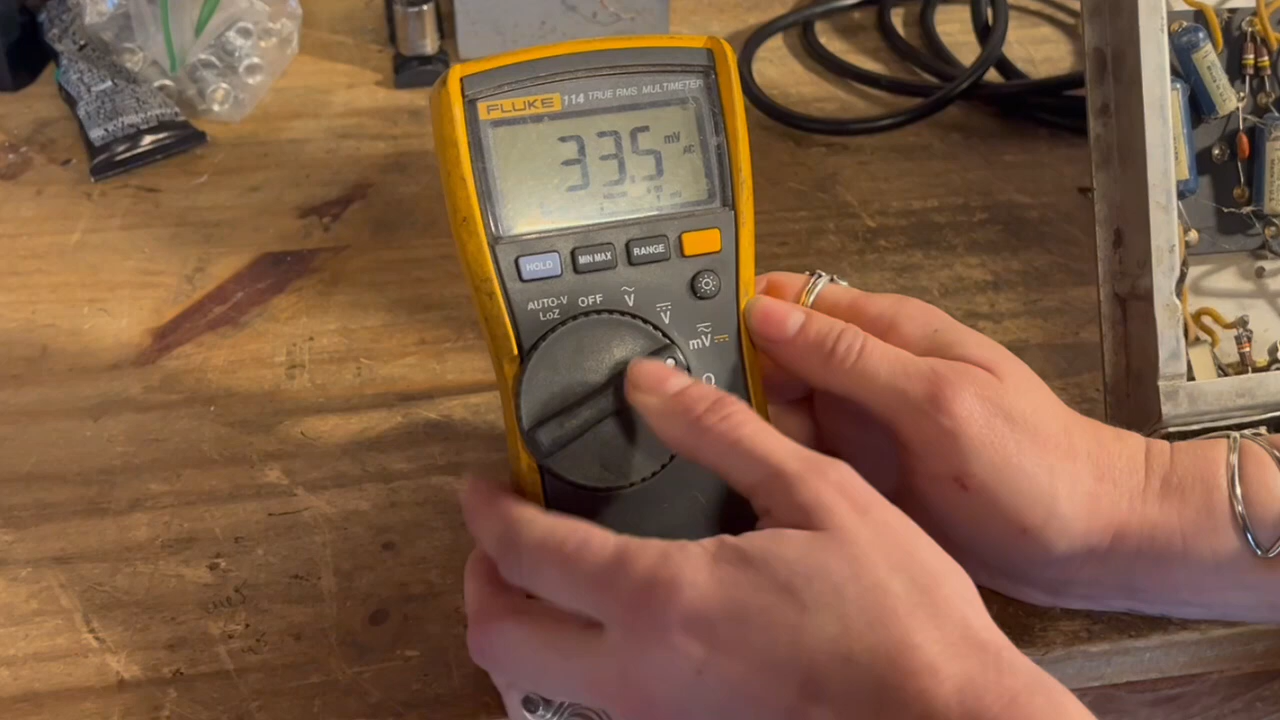 FLUKE 114 TRUE RMS MULTIMETER
33.5 mV
AC
HOLD MIN MAX RANGE
AUTO-V
LoZ
OFF
V
V
mV
Ω